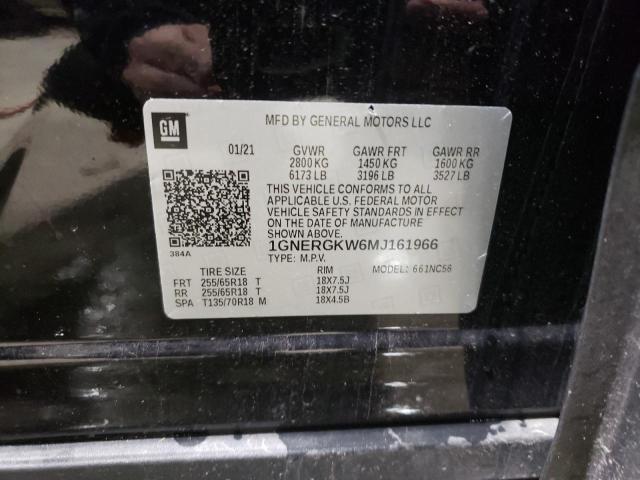 GM
MFD BY GENERAL MOTORS LLC
01/21 GVWR GAWR FRT GAWR RR
2800 KG 1450 KG 1600 KG
6173 LB 3196 LB 3527 LB
THIS VEHICLE CONFORMS TO ALL
APPLICABLE U.S. FEDERAL MOTOR
VEHICLE SAFETY STANDARDS IN EFFECT
ON THE DATE OF MANUFACTURE
SHOWN ABOVE.
384A 1GNERGKW6MJ161966
TYPE: M.P.V. MODEL: 661NC56
TIRE SIZE RIM
FRT 255/65R18 T 18X7.5J
RR 255/65R18 T 18X7.5J
SPA T135/70R18 M 18X4.5B